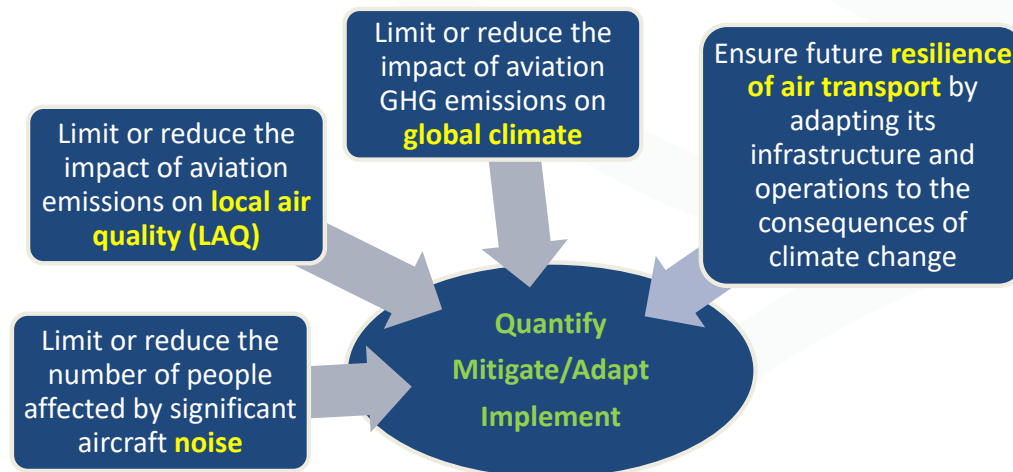 Limit or reduce the
impact of aviation
GHG emissions on
global climate
Ensure future resilience
of air transport by
adapting its
infrastructure and
operations to the
consequences of
climate change
Limit or reduce the
impact of aviation
emissions on local air
quality (LAQ)
Limit or reduce the
number of people
affected by significant
aircraft noise
Quantify
Mitigate/Adapt
Implement